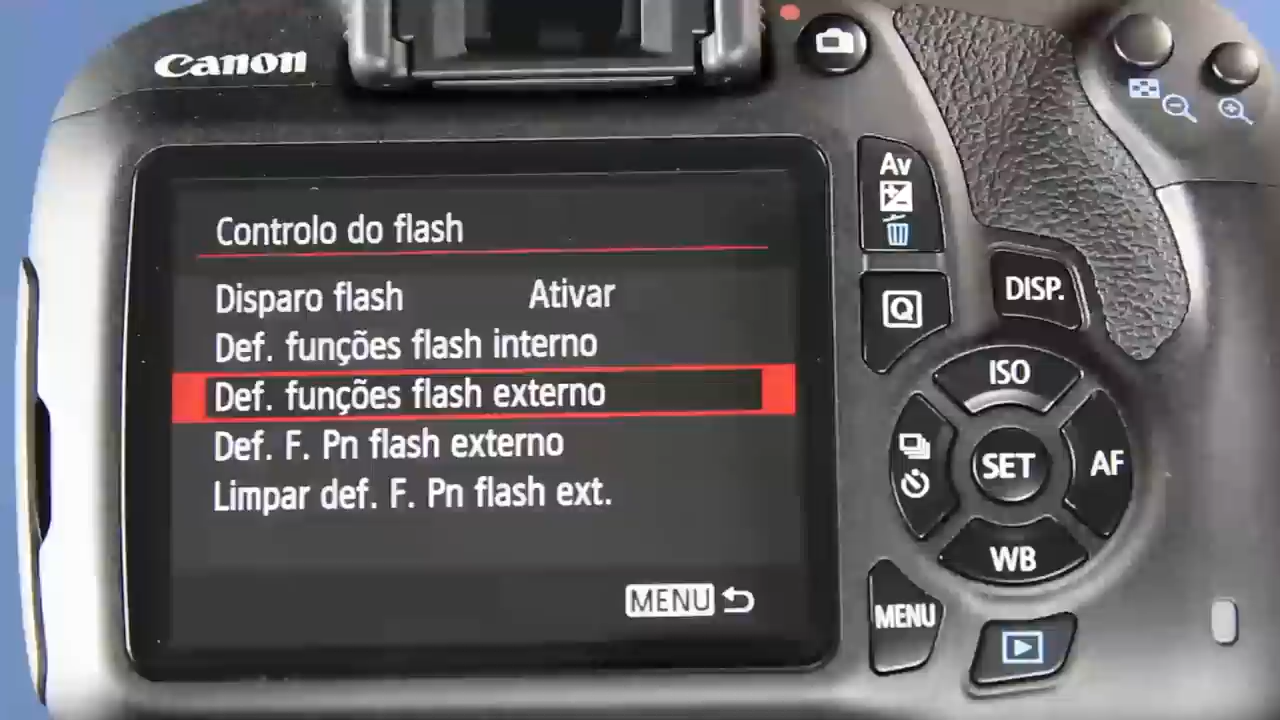 Canon
Controlo do flash
Disparo flash Ativar
Def. funções flash interno
Def. funções flash externo
Def. F. Pn flash externo
Limpar def. F. Pn flash ext.
MENU
Av
Q
DISP.
ISO
SET
AF
WB
MENU